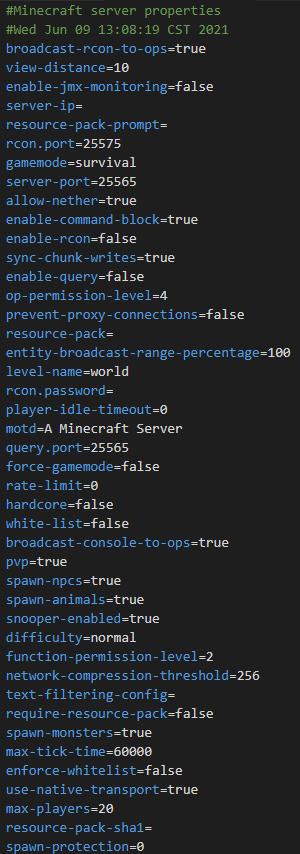 #Minecraft server properties
#Wed Jun 09 13:08:19 CST 2021
broadcast-rcon-to-ops=true
view-distance=10
enable-jmx-monitoring=false
server-ip=
resource-pack-prompt=
rcon.port=25575
gamemode=survival
server-port=25565
allow-nether=true
enable-command-block=true
enable-rcon=false
sync-chunk-writes=true
enable-query=false
op-permission-level=4
prevent-proxy-connections=false
resource-pack=
entity-broadcast-range-percentage=100
level-name=world
rcon.password=
player-idle-timeout=0
motd=A Minecraft Server
query.port=25565
force-gamemode=false
rate-limit=0
hardcore=false
white-list=false
broadcast-console-to-ops=true
pvp=true
spawn-npcs=true
spawn-animals=true
snooper-enabled=true
difficulty=normal
function-permission-level=2
network-compression-threshold=256
text-filtering-config=
require-resource-pack=false
spawn-monsters=true
max-tick-time=60000
enforce-whitelist=false
use-native-transport=true
max-players=20
resource-pack-sha1=
spawn-protection=0